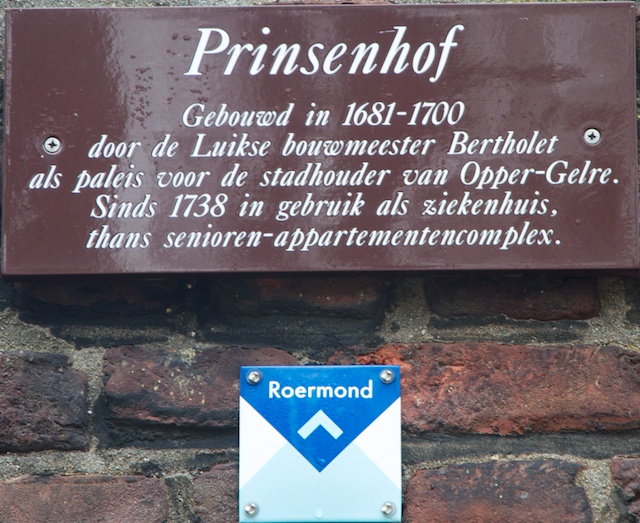 Prinsenhof
Gebouwd in 1681-1700
door de Luikse bouwmeester Bertholet
als paleis voor de stadhouder van Opper-Gelre.
Sinds 1738 in gebruik als ziekenhuis,
thans senioren-appartementencomplex.
Roermond